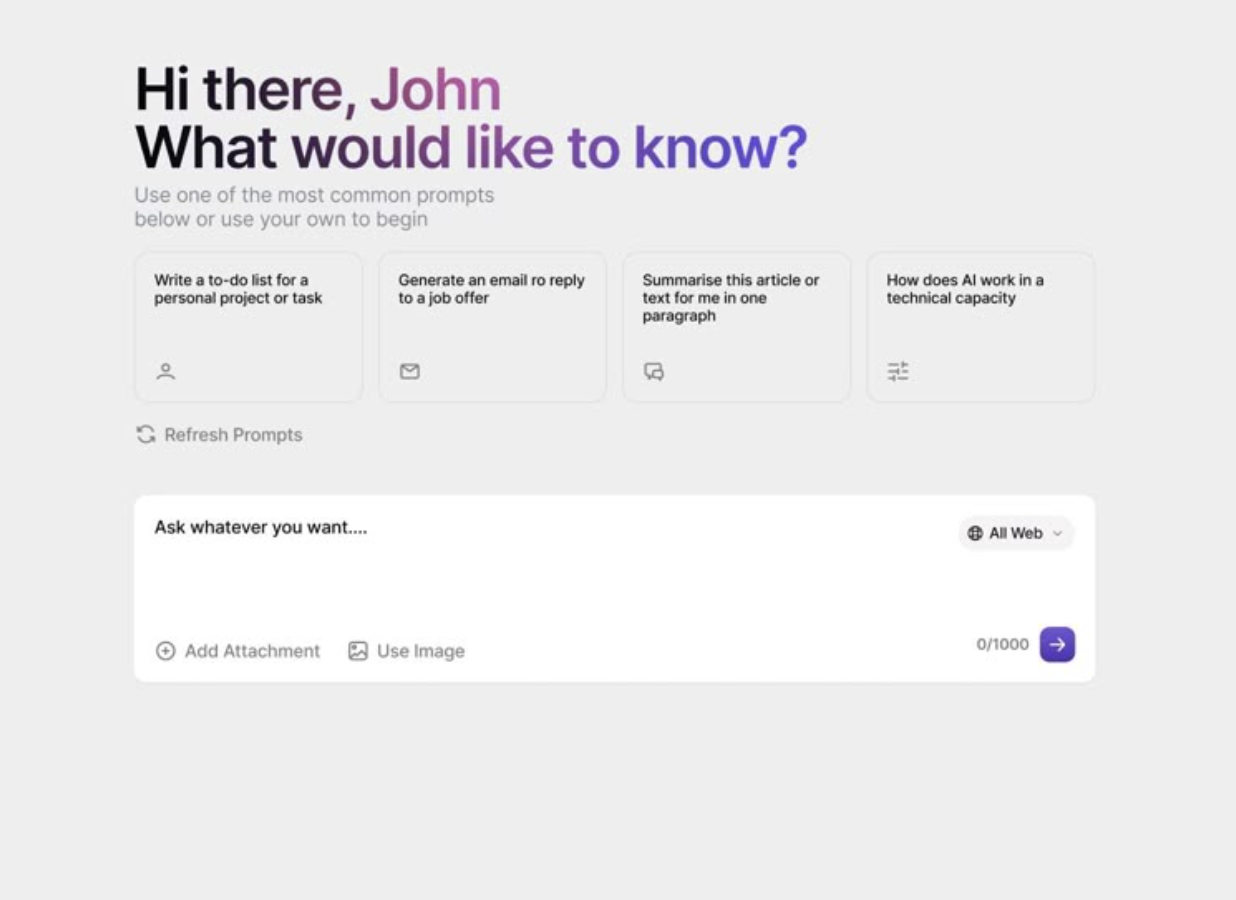 Hi there, John
What would like to know?
Use one of the most common prompts
below or use your own to begin
Write a to-do list for a
personal project or task
Generate an email ro reply
to a job offer
Summarise this article or
text for me in one
paragraph
How does AI work in a
technical capacity
Refresh Prompts
Ask whatever you want....
All Web
Add Attachment
Use Image
0/1000